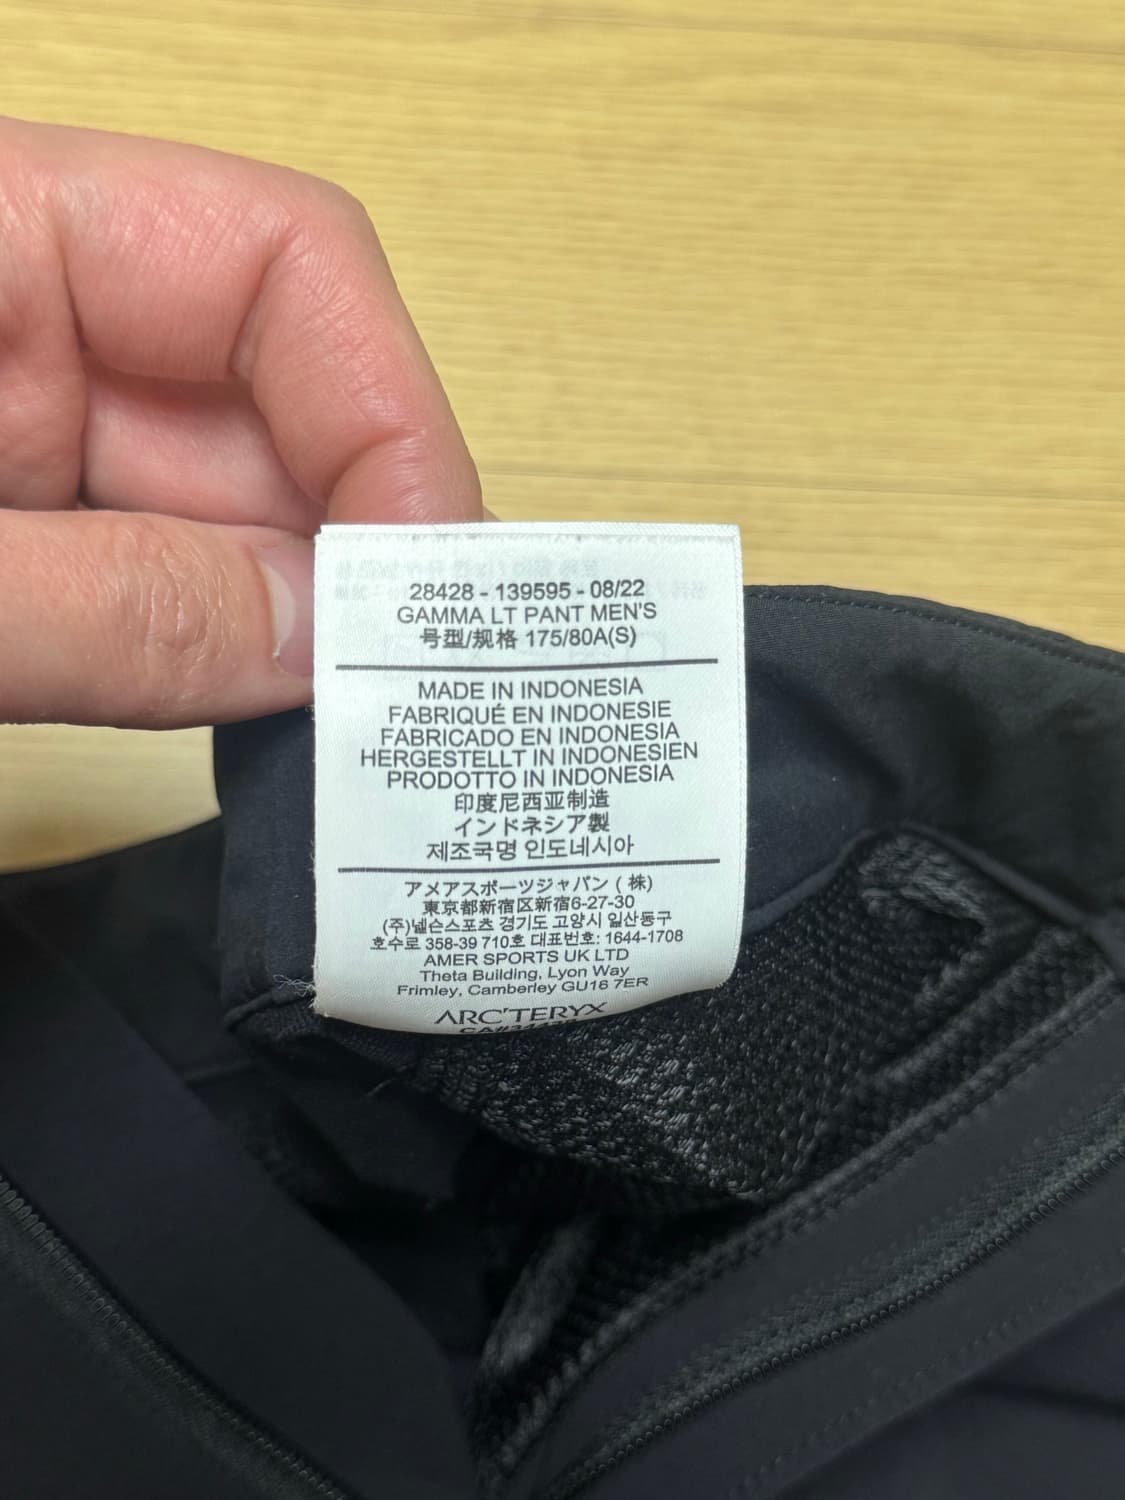 28428 - 139595 - 08/22
GAMMA LT PANT MEN'S
号型/规格 175/80A(S)
MADE IN INDONESIA
FABRIQUÉ EN INDONESIE
FABRICADO EN INDONESIA
HERGESTELLT IN INDONESIEN
PRODOTTO IN INDONESIA
印度尼西亚制造
インドネシア製
제조국명 인도네시아
アメアスポーツジャパン ( 株)
東京都新宿区新宿6-27-30
(주)넬슨스포츠 경기도 고양시 일산동구
호수로 358-39 710호 대표번호: 1644-1708
AMER SPORTS UK LTD
Theta Building, Lyon Way
Frimley, Camberley GU16 7ER
ARC'TERYX